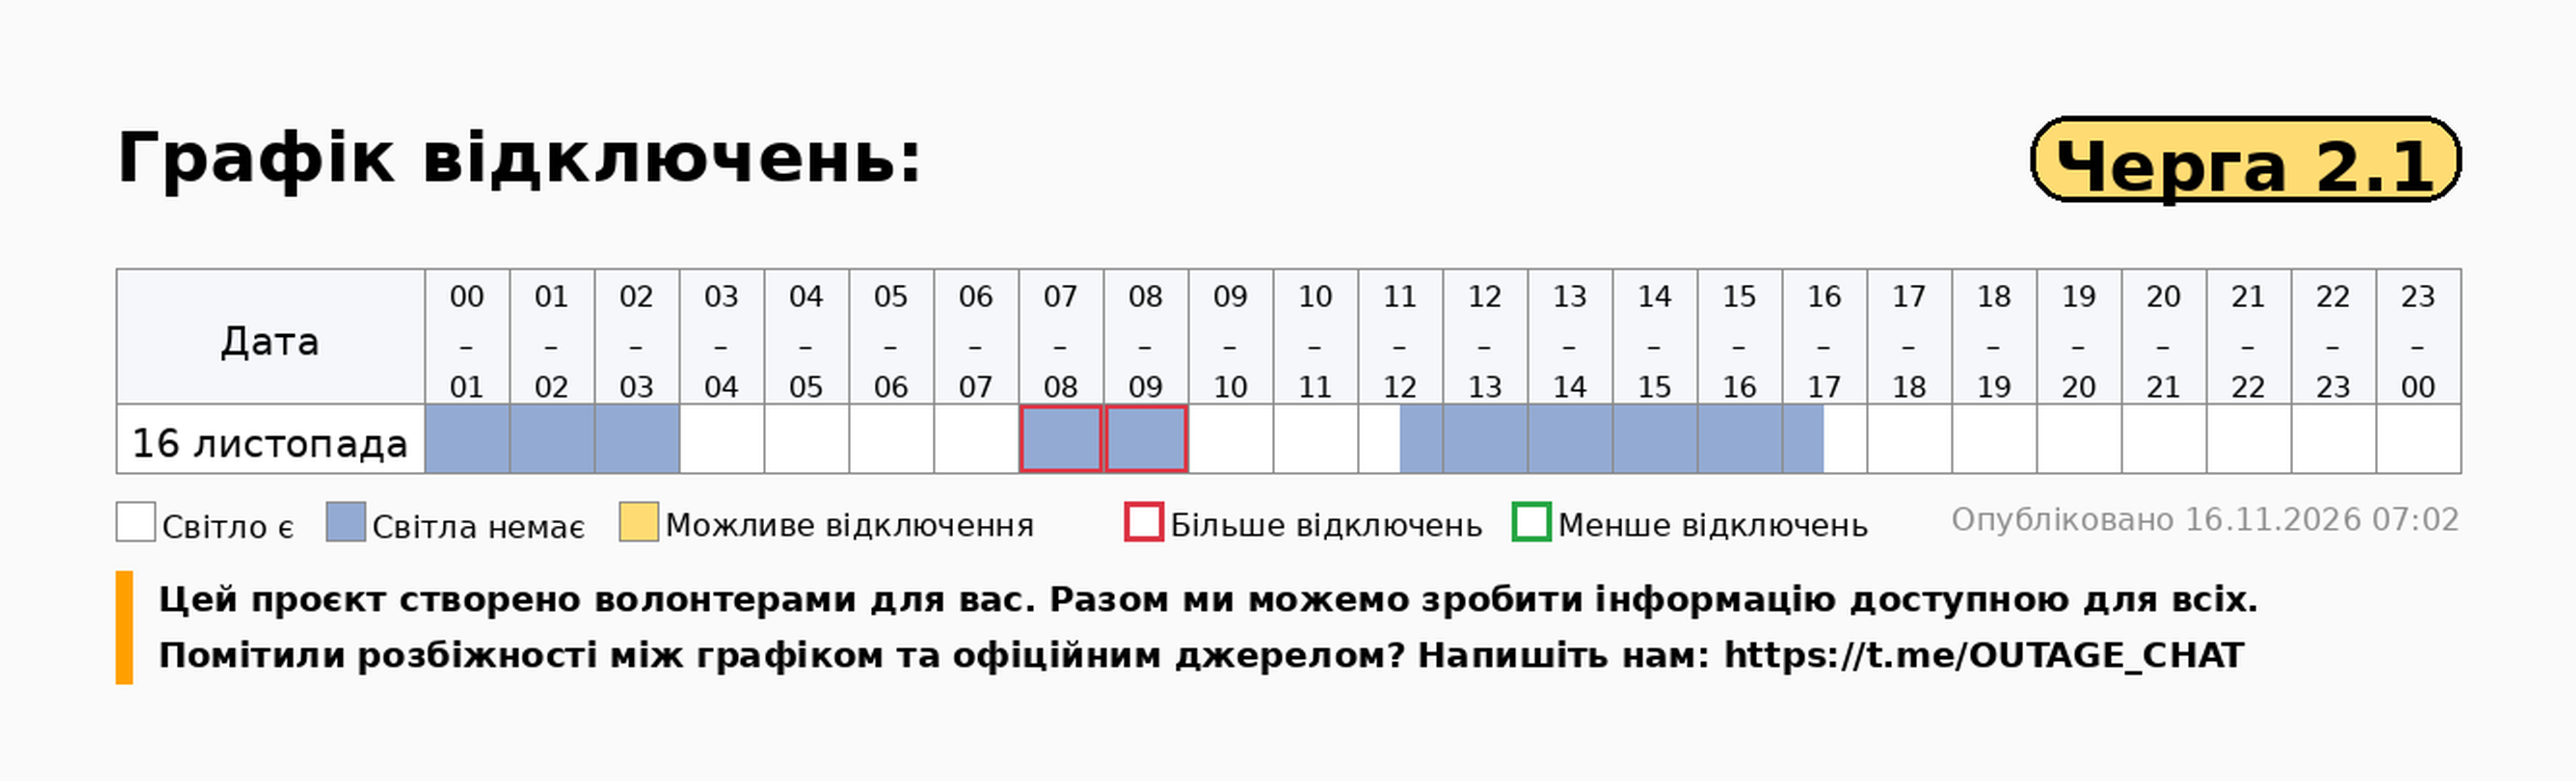 Графік відключень:
Черга 2.1
Дата 00–01 01–02 02–03 03–04 04–05 05–06 06–07 07–08 08–09 09–10 10–11 11–12 12–13 13–14 14–15 15–16 16–17 17–18 18–19 19–20 20–21 21–22 22–23 23–00
16 листопада
Світло є Світла немає Можливе відключення Більше відключень Менше відключень Опубліковано 16.11.2026 07:02
Цей проєкт створено волонтерами для вас. Разом ми можемо зробити інформацію доступною для всіх.
Помітили розбіжності між графіком та офіційним джерелом? Напишіть нам: https://t.me/OUTAGE_CHAT